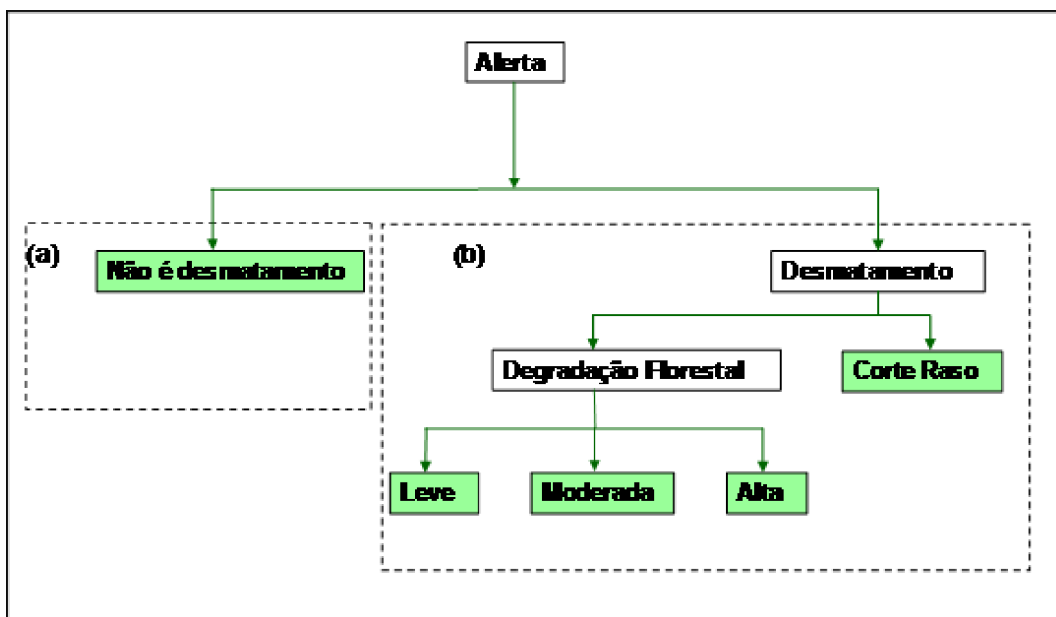 Alerta
(a)
Não é desmatamento
(b)
Desmatamento
Degradação Florestal
Corte Raso
Leve
Moderada
Alta